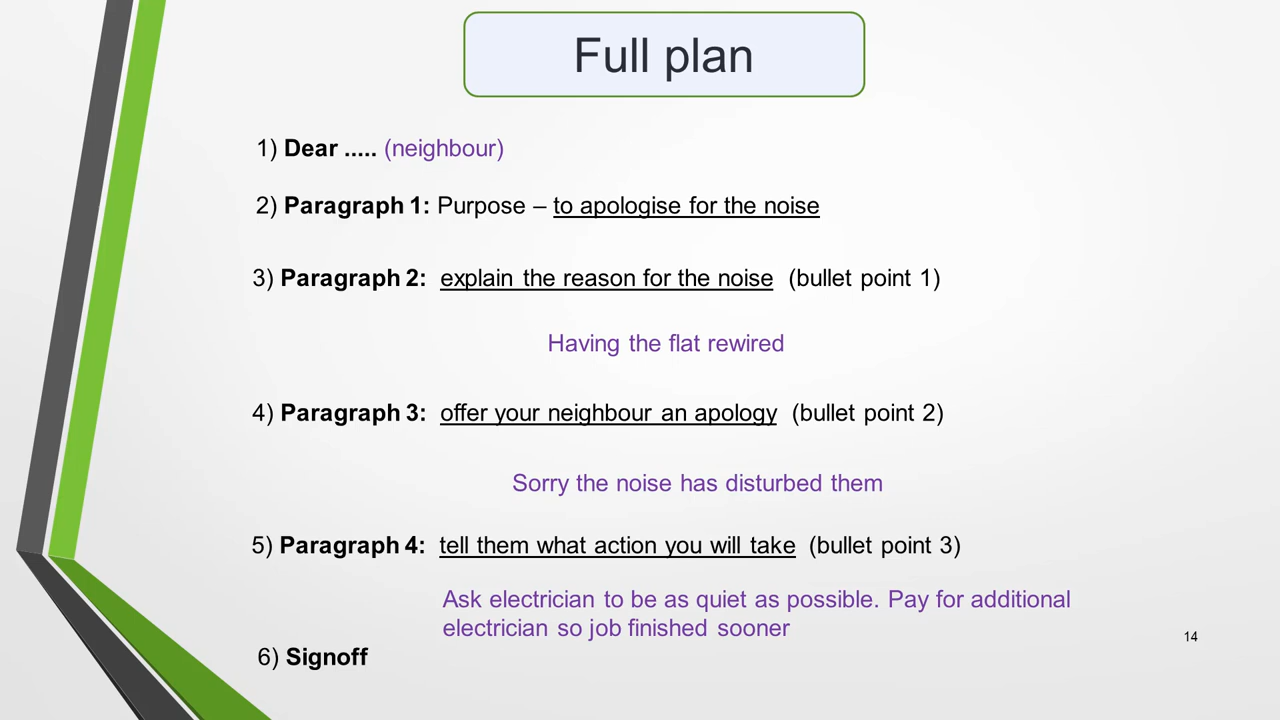 Full plan
1) Dear ..... (neighbour)
2) Paragraph 1: Purpose – to apologise for the noise
3) Paragraph 2: explain the reason for the noise (bullet point 1)
Having the flat rewired
4) Paragraph 3: offer your neighbour an apology (bullet point 2)
Sorry the noise has disturbed them
5) Paragraph 4: tell them what action you will take (bullet point 3)
Ask electrician to be as quiet as possible. Pay for additional
electrician so job finished sooner
14
6) Signoff